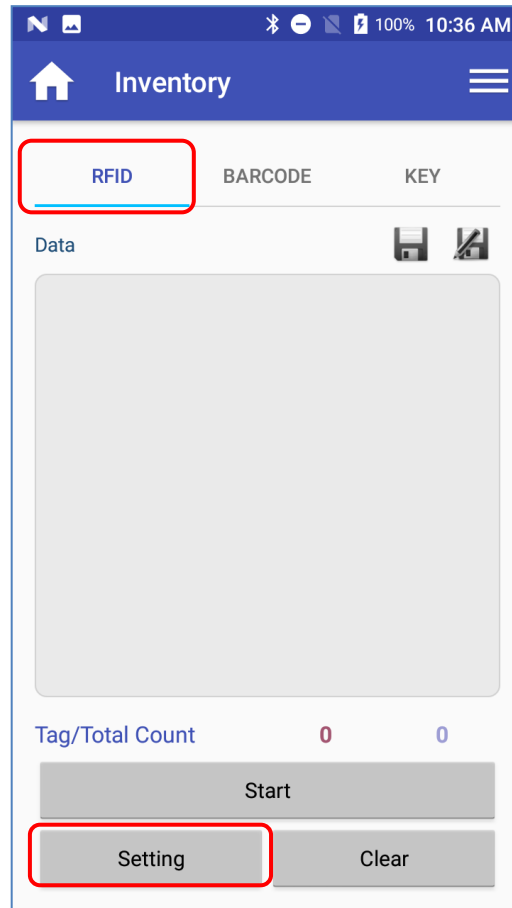 100% 10:36 AM
Inventory
RFID BARCODE KEY
Data
Tag/Total Count 0 0
Start
Setting Clear